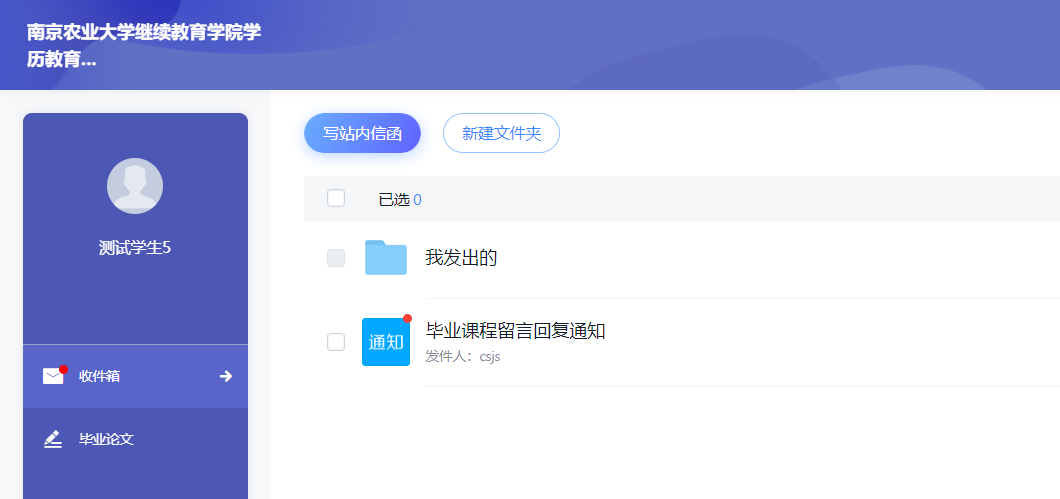 南京农业大学继续教育学院学
历教育...
测试学生5
收件箱
毕业论文
写站内信函
新建文件夹
已选 0
我发出的
通知
毕业课程留言回复通知
发件人：csjs